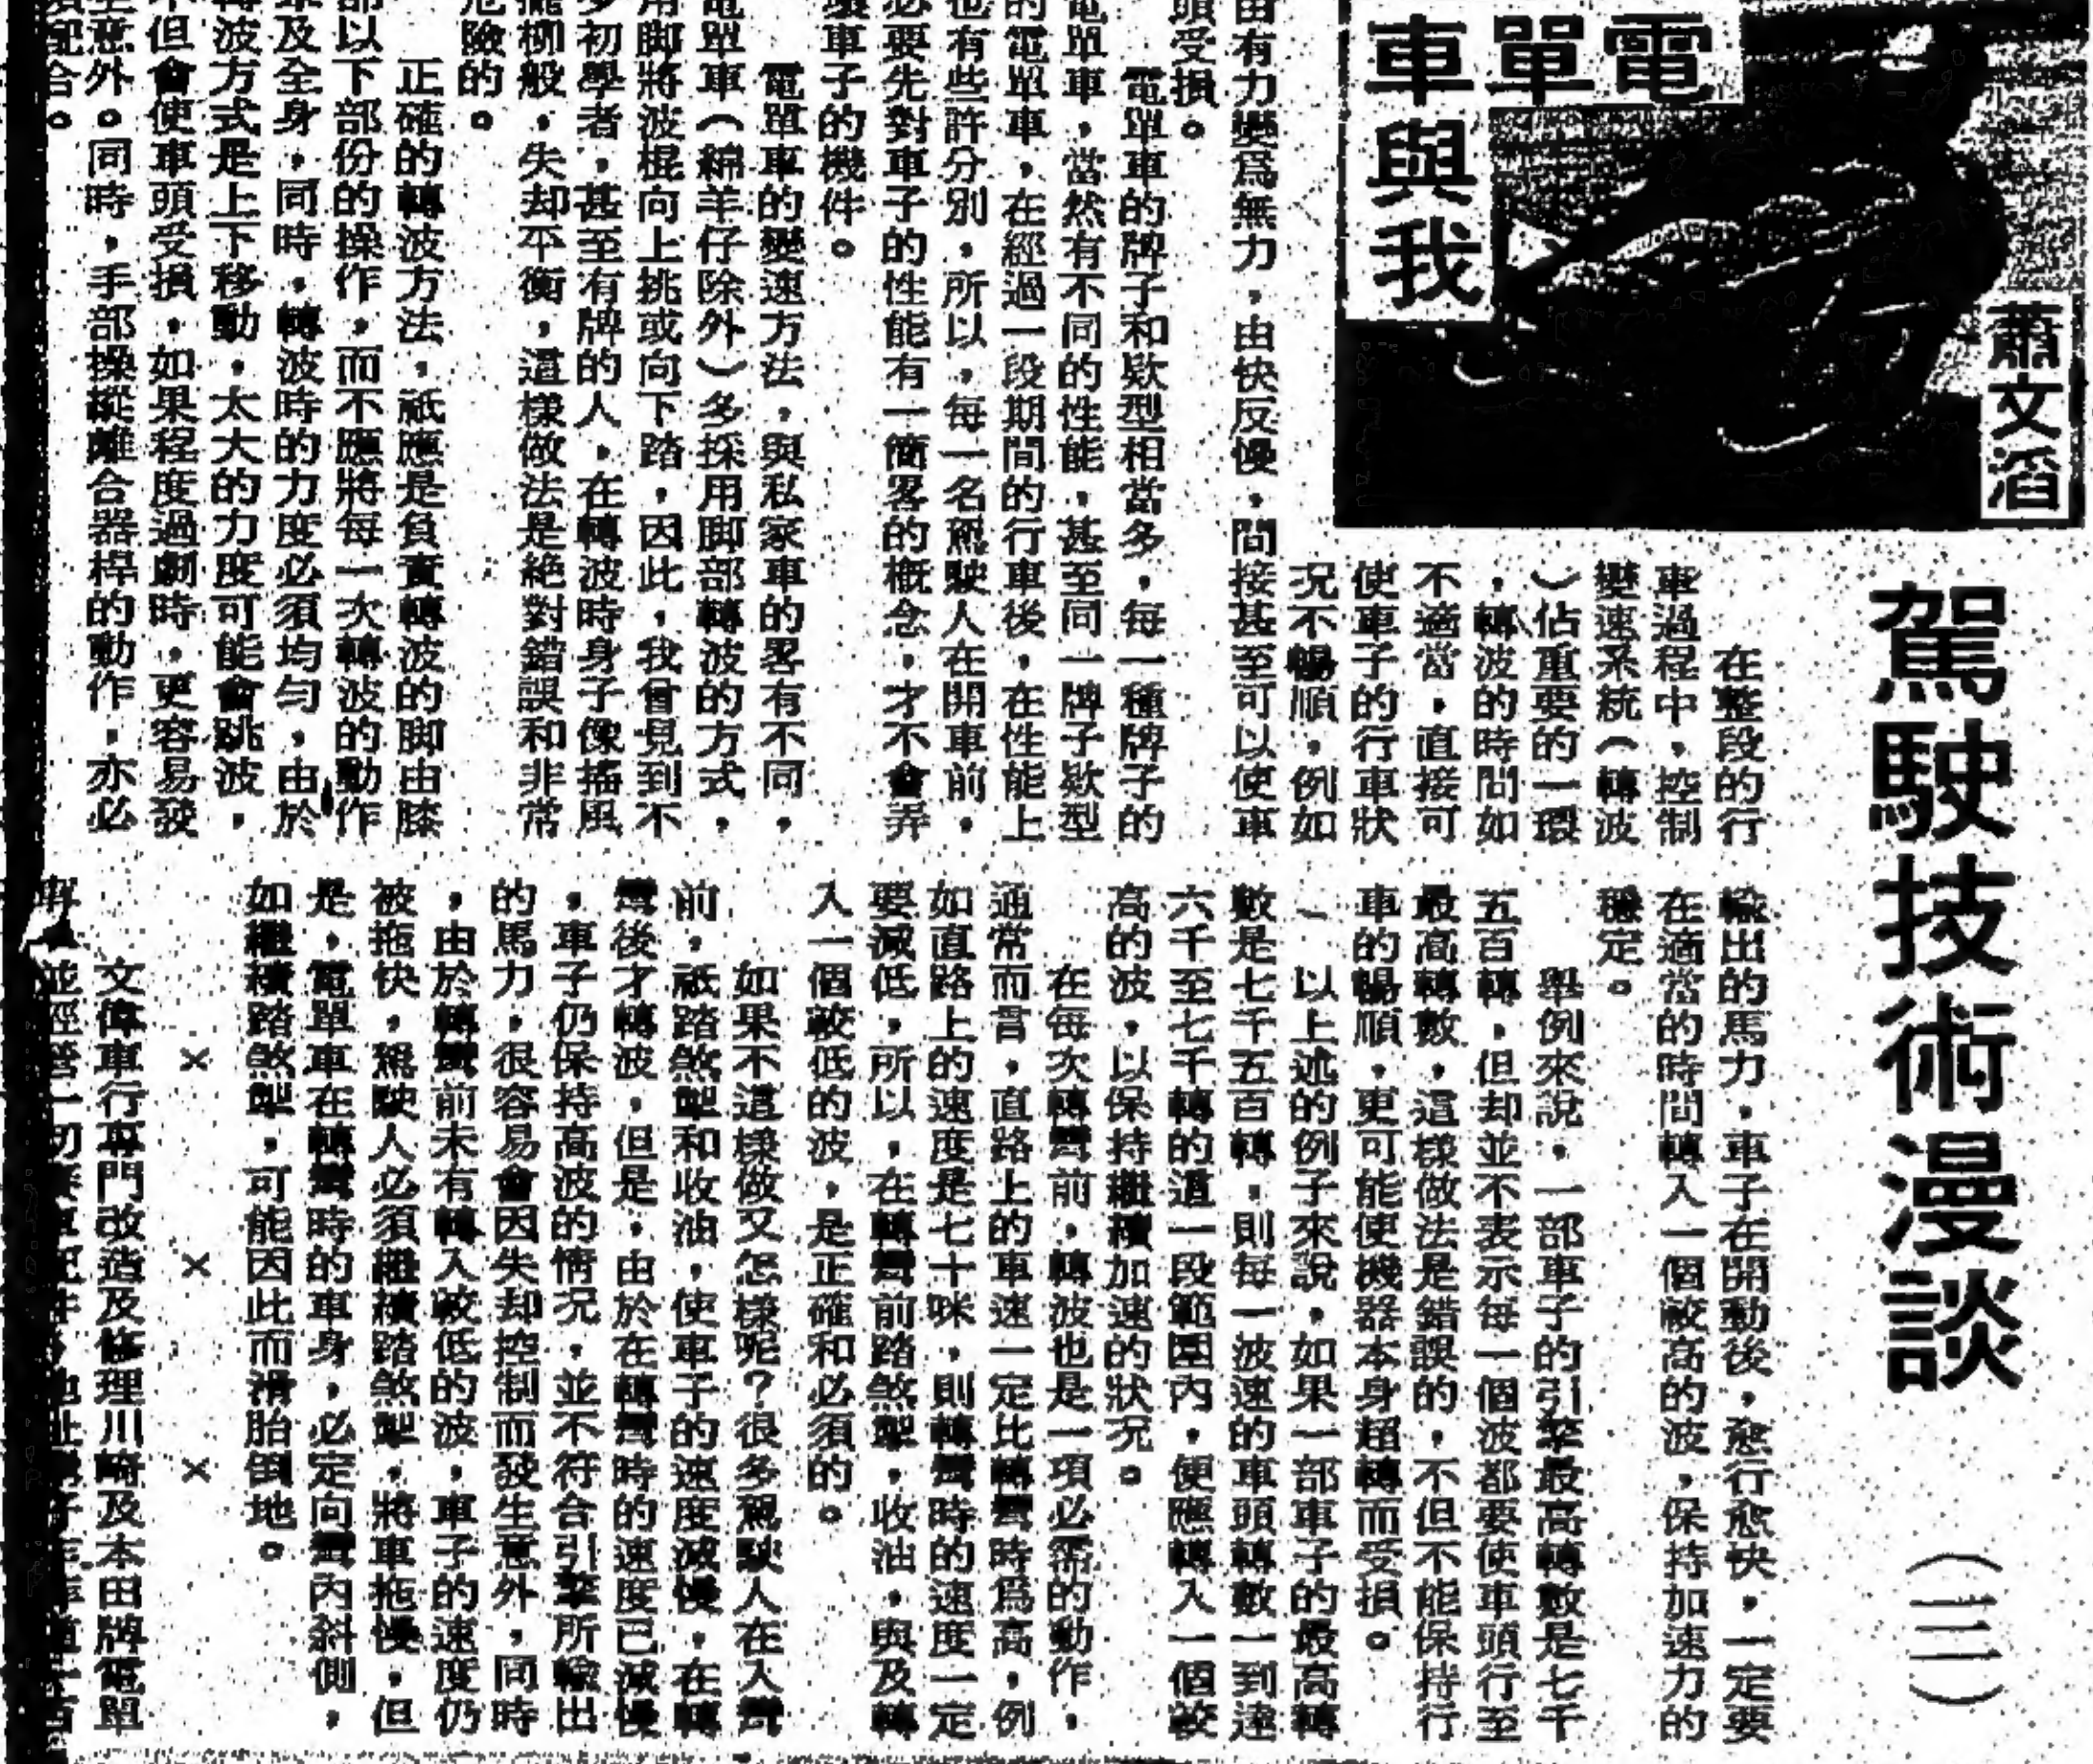 電單車與我
蕭文滔
駕駛技術漫談(三)
在整段的行
車過程中,控制
變速系統(轉波
)佔重要的一環
,轉波的時間如
不適當,直接可
使車子的行車狀
況不暢順,例如
由有力變爲無力,由快反慢,間接甚至可以使車
頭受損。
電單車的牌子和欵型相當多,每一種牌子的
電單車,當然有不同的性能,甚至同一牌子欵型
的電單車,在經過一段期間的行車後,在性能上
也有些許分別,所以,每一名駕駛人在開車前,
必要先對車子的性能有一簡畧的概念,才不會弄
壞車子的機件。
電單車的變速方法,與私家車的畧有不同,
電單車(綿羊仔除外)多採用脚部轉波的方式,
用脚將波棍向上挑或向下踏,因此,我曾見到不
少初學者,甚至有牌的人,在轉波時身子像搖風
擺柳般,失却平衡,這樣做法是絕對錯誤和非常
危險的。
正確的轉波方法,祇應是負責轉波的脚由膝
部以下部份的操作,而不應將每一次轉波的動作
及全身,同時,轉波時的力度必須均勻,由於
轉波方式是上下移動,太大的力度可能會跳波,
不但會使車頭受損,如果程度過劇時,更容易發
生意外。同時,手部操縱離合器桿的動作,亦必
須配合。
輸出的馬力,車子在開動後,愈行愈快,一定要
在適當的時間轉入一個較高的波,保持加速力的
穩定。
舉例來說,一部車子的引擎最高轉數是七千
五百轉,但却並不表示每一個波都要使車頭行至
最高轉數,這樣做法是錯誤的,不但不能保持行
車的暢順,更可能使機器本身超轉而受損。
以上述的例子來說,如果一部車子的最高轉
數是七千五百轉,則每一波速的車頭轉數一到達
六千至七千轉的這一段範圍內,便應轉入一個較
高的波,以保持繼續加速的狀況。
在每次轉彎前,轉波也是一項必需的動作,
通常而言,直路上的車速一定比轉彎時爲高,例
如直路上的速度是七十咪,則轉彎時的速度一定
要減低,所以,在轉彎前踏煞掣,收油,與及轉
入一個較低的波,是正確和必須的。
如果不這樣做又怎樣呢?很多駕駛人在入彎
前,祇踏煞掣和收油,使車子的速度減慢,在轉
彎後才轉波,但是,由於在轉彎時的速度已減慢
,車子仍保持高波的情况,並不符合引擎所輸出
的馬力,很容易會因失却控制而發生意外,同時
,由於轉彎前未有轉入較低的波,車子的速度仍
被拖快,駕駛人必須繼續踏煞掣,將車拖慢,但
是,電單車在轉彎時的車身,必定向彎內斜側,
如繼續踏煞掣,可能因此而滑胎倒地。
× × ×
文偉車行專門改造及修理川崎及本田牌電單
並經營一切